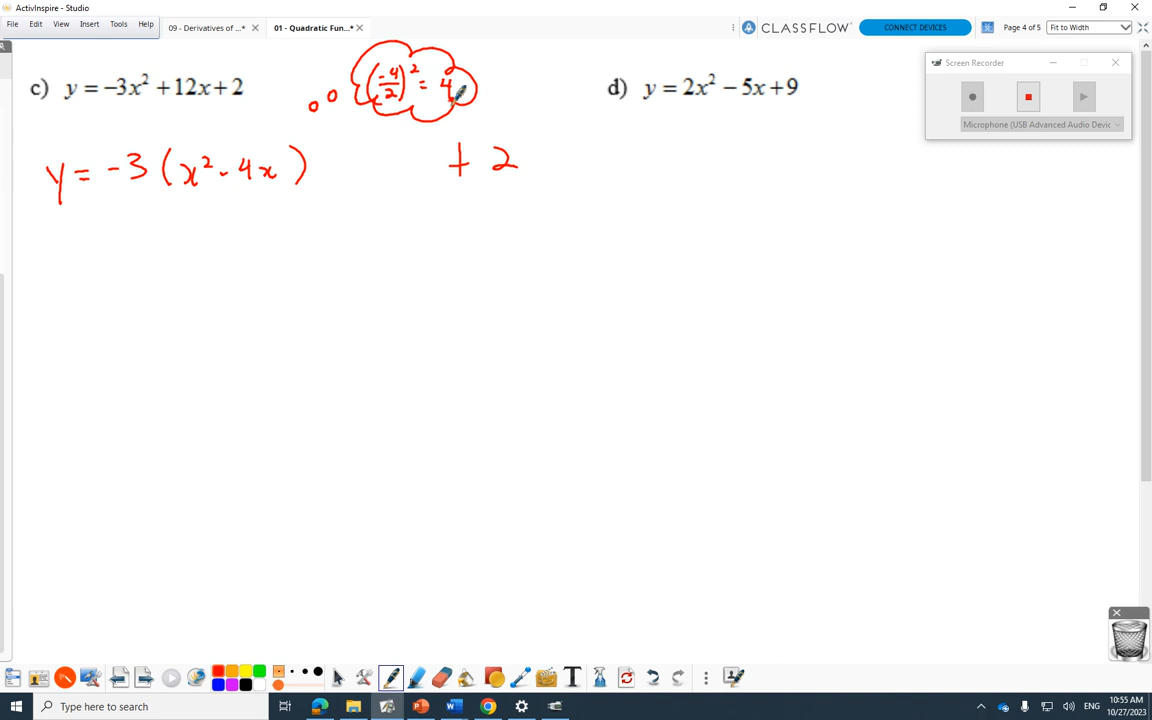 ActivInspire - Studio
File Edit View Insert Tools Help
09 - Derivatives of ...*
01 - Quadratic Fun...*
CLASSFLOW
CONNECT DEVICES
Page 4 of 5
Fit to Width
Screen Recorder
Microphone (USB Advanced Audio Devic
c) y = −3x² + 12x + 2
(-4/2)² = 4
d) y = 2x² − 5x + 9
y = -3 (x² - 4x ) + 2
Type here to search
ENG
10:55 AM
10/27/2023